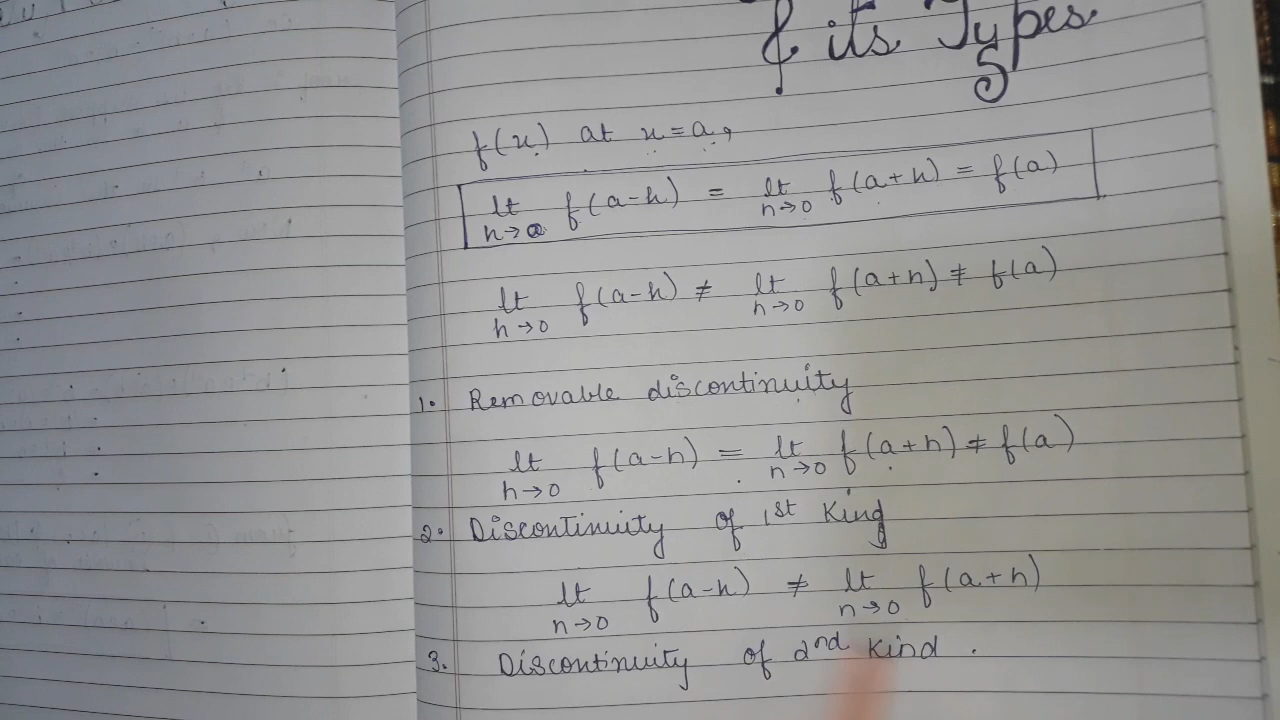 & its Types
f(x) at x=a,
lt h→0 f(a-h) = lt h→0 f(a+h) = f(a)
lt h→0 f(a-h) ≠ lt h→0 f(a+h) ≠ f(a)
1. Removable discontinuity
lt h→0 f(a-h) = lt h→0 f(a+h) ≠ f(a)
2. Discontinuity of 1st King
lt h→0 f(a-h) ≠ lt h→0 f(a+h)
3. Discontinuity of 2nd Kind.